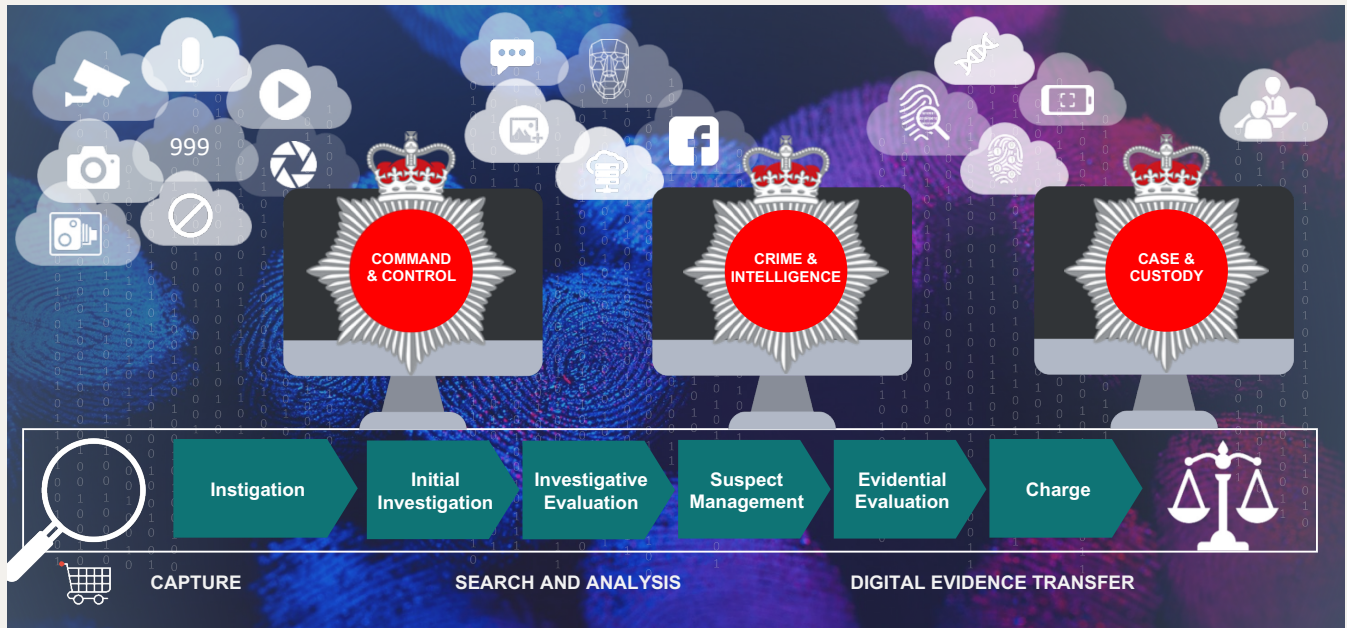 999
COMMAND
& CONTROL
CRIME &
INTELLIGENCE
CASE &
CUSTODY
Instigation
Initial
Investigation
Investigative
Evaluation
Suspect
Management
Evidential
Evaluation
Charge
CAPTURE
SEARCH AND ANALYSIS
DIGITAL EVIDENCE TRANSFER